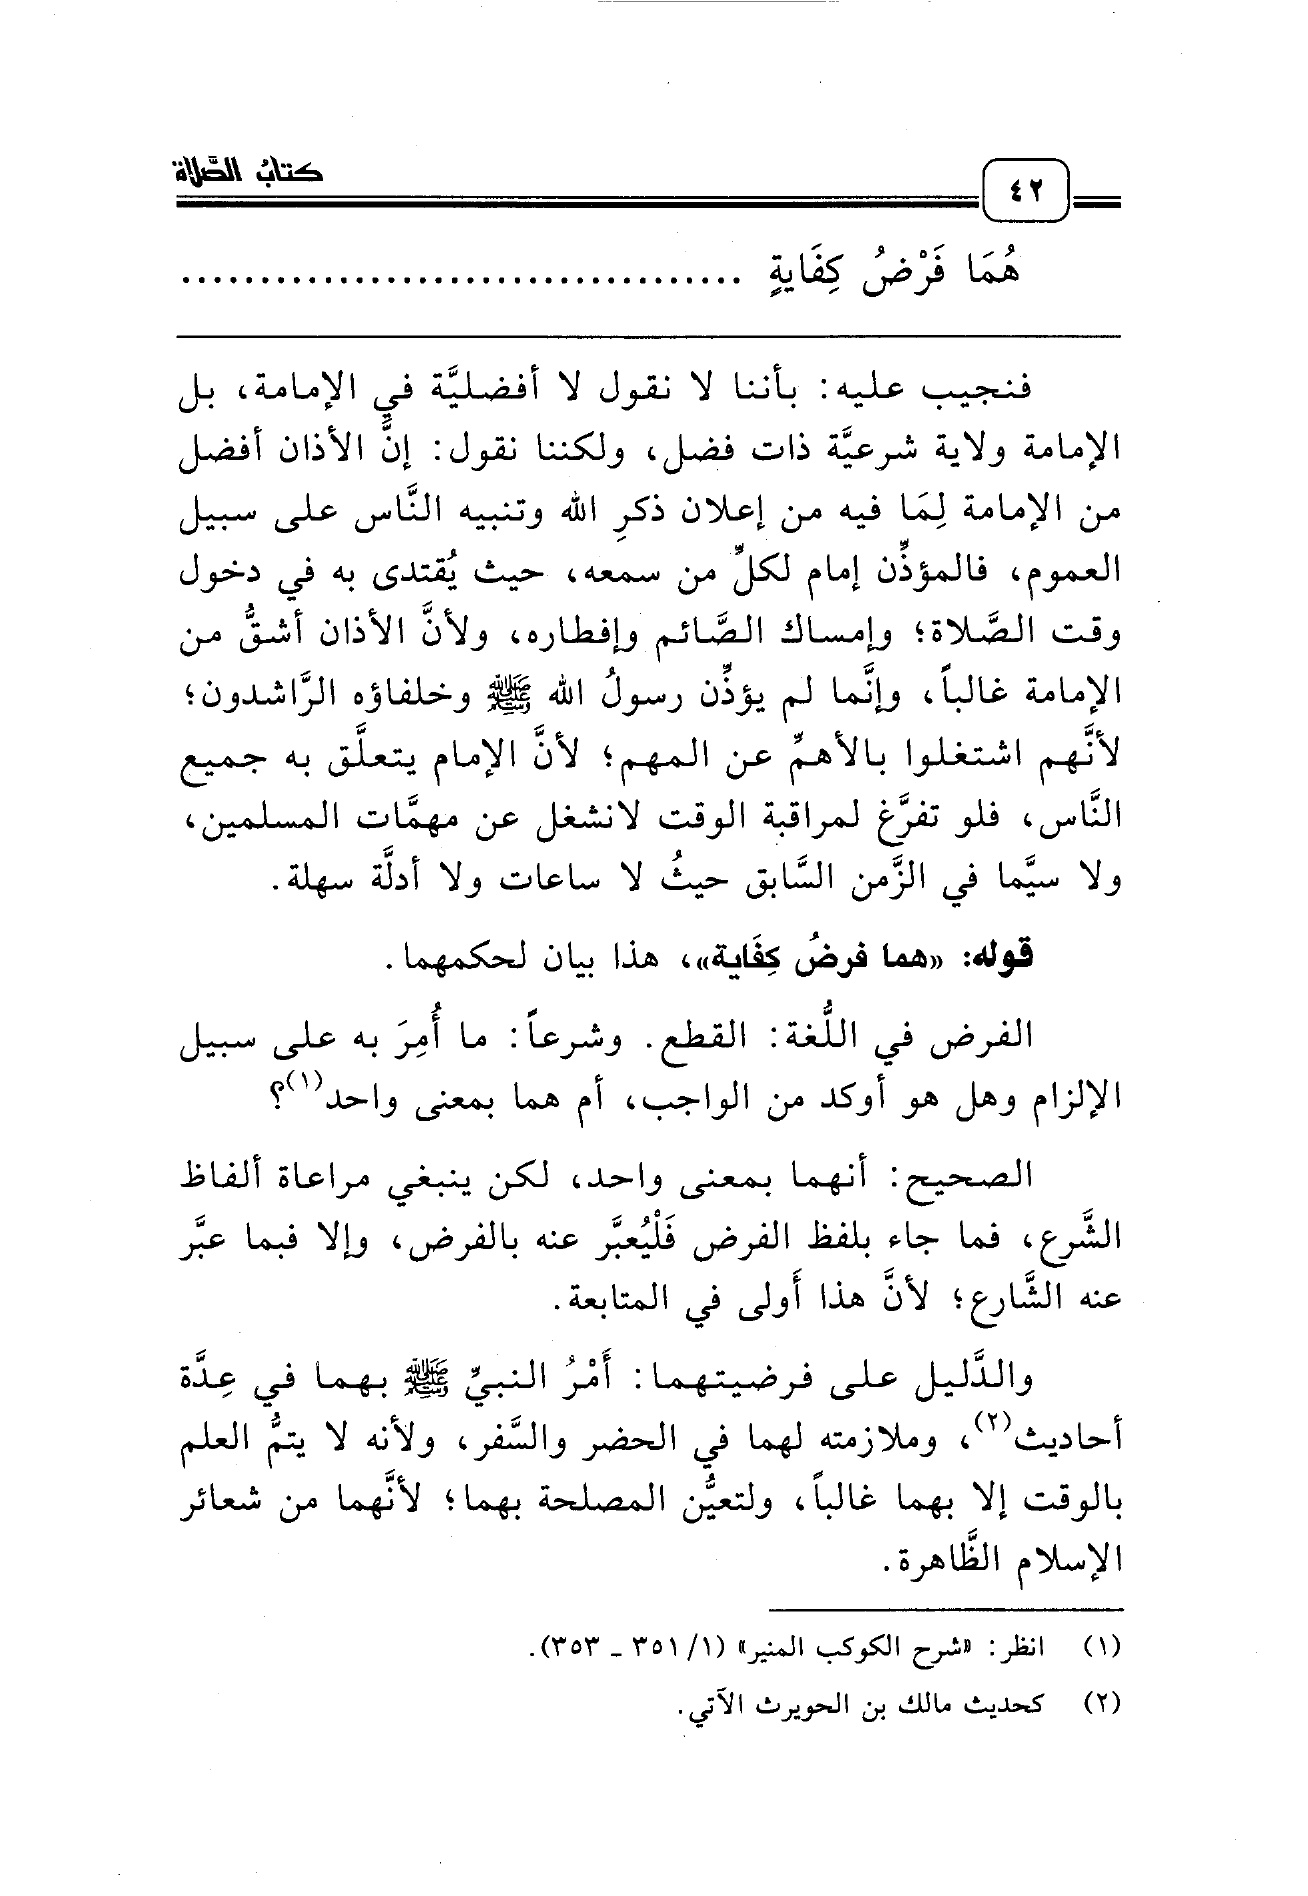 كتاب الصَّلاة
٤٢
هُمَا فَرْضُ كِفَايةٍ ....................................
فنجيب عليه: بأننا لا نقول لا أفضليَّة في الإمامة، بل
الإمامة ولاية شرعيَّة ذات فضل، ولكننا نقول: إنَّ الأذان أفضل
من الإمامة لِمَا فيه من إعلان ذكرِ الله وتنبيه النَّاس على سبيل
العموم، فالمؤذِّن إمام لكلِّ من سمعه، حيث يُقتدى به في دخول
وقت الصَّلاة؛ وإمساك الصَّائم وإفطاره، ولأنَّ الأذان أشقُّ من
الإمامة غالباً، وإنَّما لم يؤذِّن رسولُ الله ﷺ وخلفاؤه الرَّاشدون؛
لأنَّهم اشتغلوا بالأهمِّ عن المهم؛ لأنَّ الإمام يتعلَّق به جميع
النَّاس، فلو تفرَّغ لمراقبة الوقت لانشغل عن مهمَّات المسلمين،
ولا سيَّما في الزَّمن السَّابق حيثُ لا ساعات ولا أدلَّة سهلة.
قوله: «هما فرضُ كِفَاية»، هذا بيان لحكمهما.
الفرض في اللُّغة: القطع. وشرعاً: ما أُمِرَ به على سبيل
الإلزام وهل هو أوكد من الواجب، أم هما بمعنى واحد(١)؟
الصحيح: أنهما بمعنى واحد، لكن ينبغي مراعاة ألفاظ
الشَّرع، فما جاء بلفظ الفرض فَلْيُعبَّر عنه بالفرض، وإلا فبما عبَّر
عنه الشَّارع؛ لأنَّ هذا أَولى في المتابعة.
والدَّليل على فرضيتهما: أَمْرُ النبيِّ ﷺ بهما في عِدَّة
أحاديث(٢)، وملازمته لهما في الحضر والسَّفر، ولأنه لا يتمُّ العلم
بالوقت إلا بهما غالباً، ولتعيُّن المصلحة بهما؛ لأنَّهما من شعائر
الإسلام الظَّاهرة.
(١) انظر: «شرح الكوكب المنير» (١/ ٣٥١ ـ ٣٥٣).
(٢) كحديث مالك بن الحويرث الآتي.